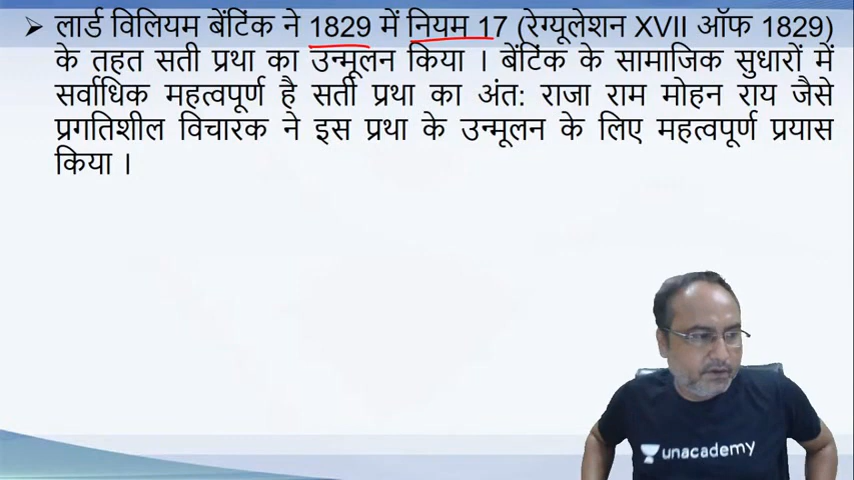 ➢ लार्ड विलियम बेंटिंक ने 1829 में नियम 17 (रेग्यूलेशन XVII ऑफ 1829)
के तहत सती प्रथा का उन्मूलन किया । बेंटिंक के सामाजिक सुधारों में
सर्वाधिक महत्वपूर्ण है सती प्रथा का अंत: राजा राम मोहन राय जैसे
प्रगतिशील विचारक ने इस प्रथा के उन्मूलन के लिए महत्वपूर्ण प्रयास
किया ।
unacademy